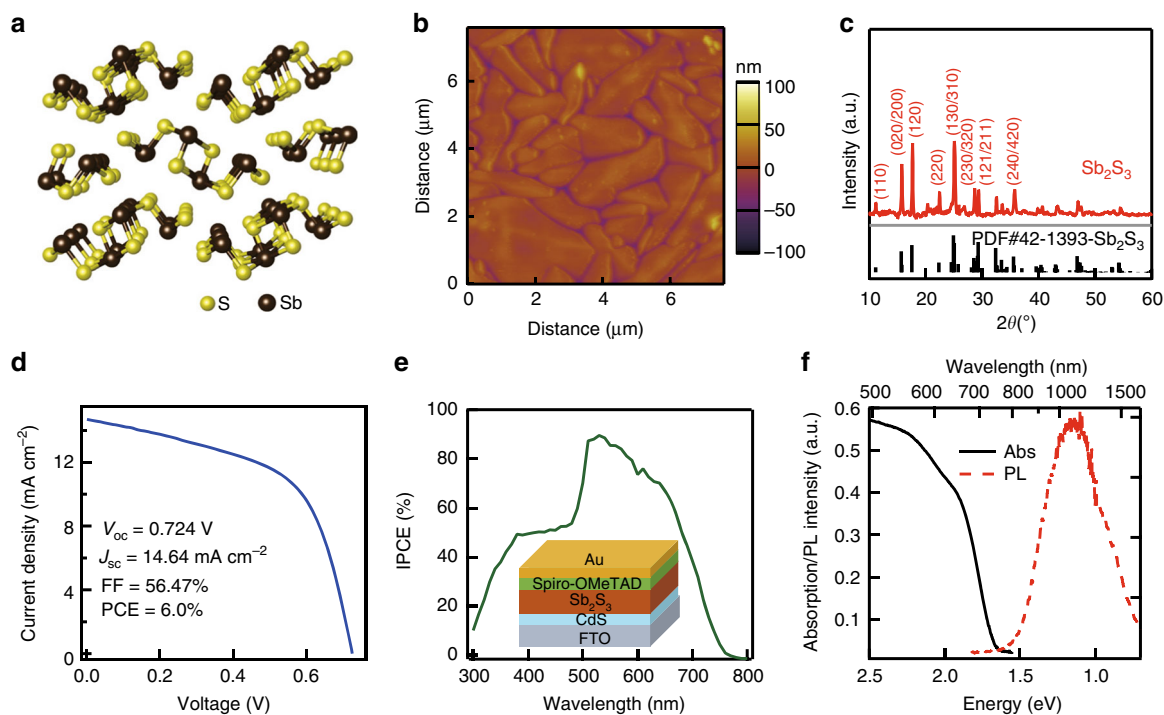 a
S
Sb
b
nm
100
50
0
−50
−100
Distance (μm)
6
4
2
0
0
2
4
6
Distance (μm)
c
Intensity (a.u.)
(110)
(020/200)
(120)
(220)
(130/310)
(230/320)
(121/211)
(240/420)
Sb₂S₃
PDF#42-1393-Sb₂S₃
10
20
30
40
50
60
2θ(°)
d
Current density (mA cm⁻²)
12
8
4
0
V_oc = 0.724 V
J_sc = 14.64 mA cm⁻²
FF = 56.47%
PCE = 6.0%
0.0
0.2
0.4
0.6
Voltage (V)
e
IPCE (%)
100
80
60
40
20
0
Au
Spiro-OMeTAD
Sb₂S₃
CdS
FTO
300
400
500
600
700
800
Wavelength (nm)
f
Wavelength (nm)
500
600
700
800
1000
1500
Absorption/PL intensity (a.u.)
0.6
0.5
0.4
0.3
0.2
0.1
Abs
PL
2.5
2.0
1.5
1.0
Energy (eV)